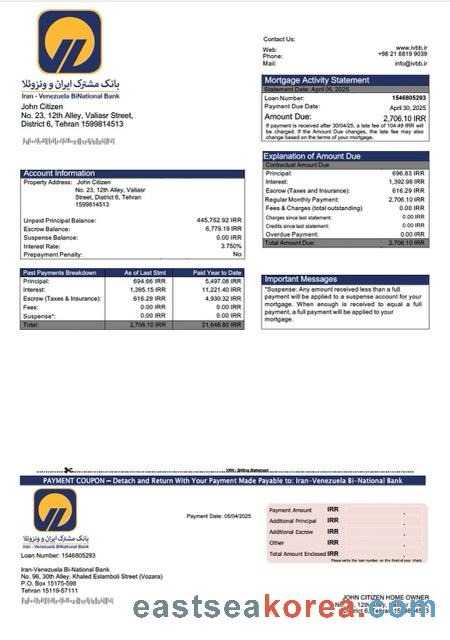 بانک مشترک ایران و ونزوئلا
Iran - Venezuela BiNational Bank
John Citizen
No. 23, 12th Alley, Valiasr Street,
District 6, Tehran 1599814513
Contact Us:
Web: www.ivbb.ir
Phone: +98 21 8819 9039
Mail: info@ivbb.ir
Mortgage Activity Statement
Statement Date: April 05, 2025
Loan Number: 1546805293
Payment Due Date: April 30, 2025
Amount Due: 2,706.10 IRR
If payment is received after 30/04/25, a late fee of 104.49 IRR will
be charged. If the Amount Due changes, the late fee may also
change based on the terms of your mortgage.
Explanation of Amount Due
Contractual Amount Due
Principal: 696.83 IRR
Interest: 1,392.98 IRR
Escrow (Taxes and Insurance): 616.29 IRR
Regular Monthly Payment: 2,706.10 IRR
Fees & Charges (total outstanding) 0.00 IRR
Charges since last statement: 0.00 IRR
Credits since last statement: 0.00 IRR
Overdue Payment: 0.00 IRR
Total Amount Due: 2,706.10 IRR
Account Information
Property Address: John Citizen
No. 23, 12th Alley, Valiasr
Street, District 6, Tehran
1599814513
Unpaid Principal Balance: 445,752.92 IRR
Escrow Balance: 6,779.19 IRR
Suspense Balance: 0.00 IRR
Interest Rate: 3.750%
Prepayment Penalty: No
Past Payments Breakdown As of Last Stmt Paid Year to Date
Principal: 694.66 IRR 5,497.08 IRR
Interest: 1,395.15 IRR 11,221.40 IRR
Escrow (Taxes & Insurance): 616.29 IRR 4,930.32 IRR
Fees: 0.00 IRR 0.00 IRR
Suspense*: 0.00 IRR 0.00 IRR
Total: 2,706.10 IRR 21,648.80 IRR
Important Messages
*Suspense: Any amount received less than a full
payment will be applied to a suspense account for your
mortgage. When enough is received to equal a full
payment, a full payment will be applied to your
mortgage.
Billing Statement
PAYMENT COUPON – Detach and Return With Your Payment Made Payable to: Iran-Venezuela Bi-National Bank
بانک مشترک ایران و ونزوئلا
Iran - Venezuela BiNational Bank
Loan Number: 1546805293
Payment Date: 05/04/2025
Payment Amount IRR .
Additional Principal IRR .
Additional Escrow IRR .
Other IRR .
Total Amount Enclosed IRR .
Please write the loan number on the front of your check
Iran-Venezuela Bi-National Bank
No. 96, 30th Alley, Khaled Eslamboli Street (Vozara)
P.O. Box 15175-598
Tehran 15119-57111
JOHN CITIZEN HOME OWNER
No. 23, 12th Alley, Valiasr Street,
eastseakorea.com